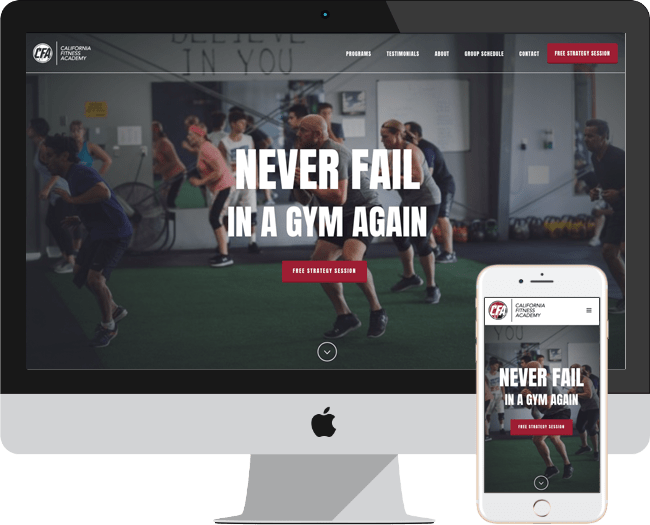 BELIEVE
IN YOU
CFA
CALIFORNIA
FITNESS
ACADEMY
PROGRAMS
TESTIMONIALS
ABOUT
GROUP SCHEDULE
CONTACT
FREE STRATEGY SESSION
NEVER FAIL
IN A GYM AGAIN
FREE STRATEGY SESSION
CFA
CALIFORNIA
FITNESS
ACADEMY
NEVER FAIL
IN A GYM AGAIN
FREE STRATEGY SESSION